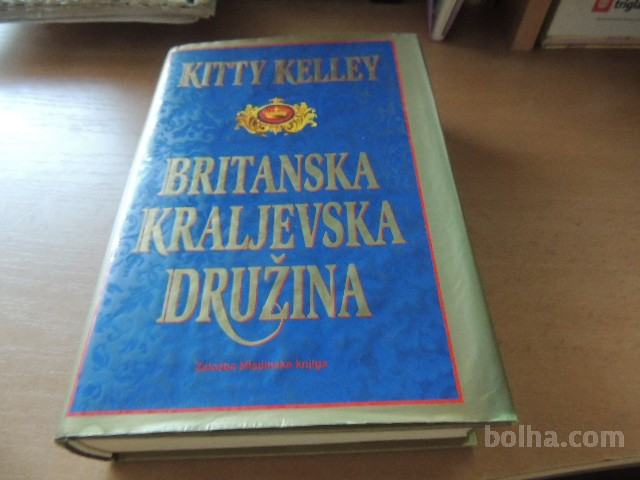 KITTY KELLEY
BRITANSKA
KRALJEVSKA
DRUŽINA
Založba Mladinska knjiga
bolha.com